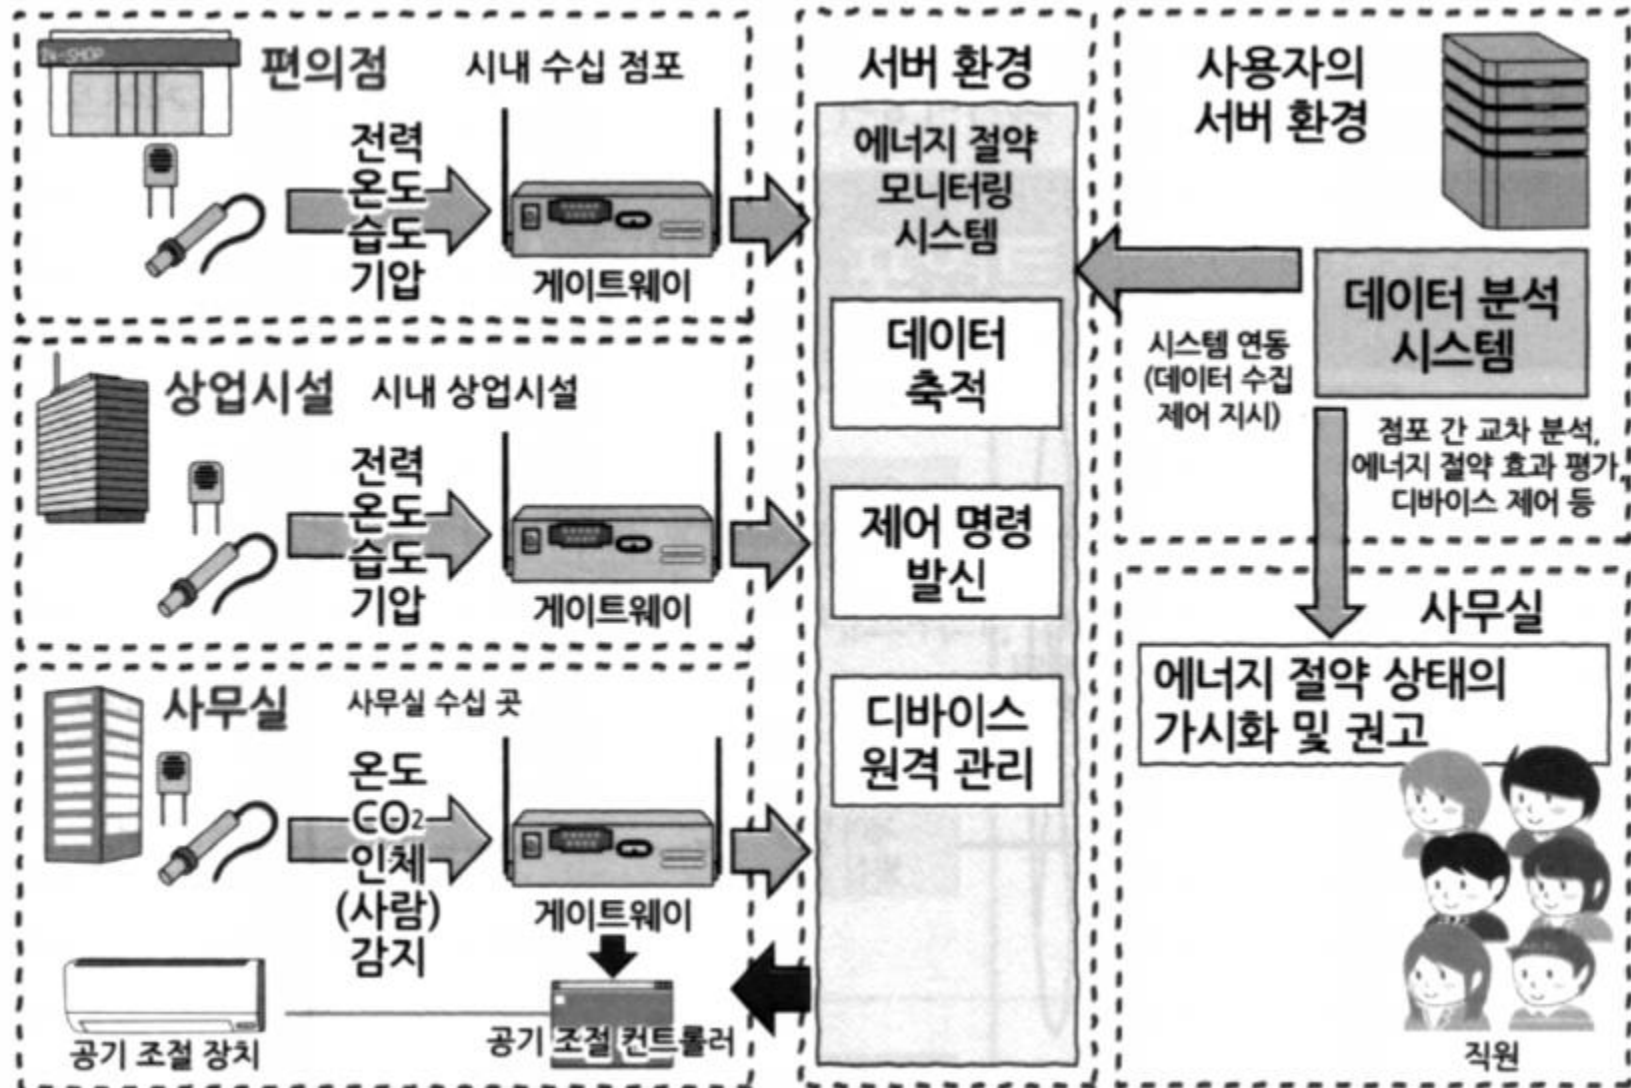 24-SHOP
편의점
시내 수십 점포
전력
온도
습도
기압
게이트웨이
상업시설
시내 상업시설
전력
온도
습도
기압
게이트웨이
사무실
사무실 수십 곳
온도
CO₂
인체
(사람)
감지
게이트웨이
공기 조절 장치
공기 조절 컨트롤러
서버 환경
에너지 절약
모니터링
시스템
데이터
축적
제어 명령
발신
디바이스
원격 관리
사용자의
서버 환경
데이터 분석
시스템
시스템 연동
(데이터 수집
제어 지시)
점포 간 교차 분석,
에너지 절약 효과 평가,
디바이스 제어 등
사무실
에너지 절약 상태의
가시화 및 권고
직원